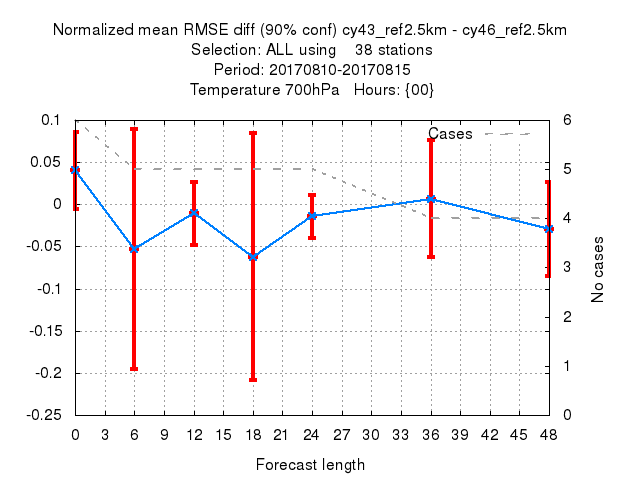 Normalized mean RMSE diff (90% conf) cy43_ref2.5km - cy46_ref2.5km
Selection: ALL using    38 stations
Period: 20170810-20170815
Temperature 700hPa   Hours: {00}
Cases
0.1
0.05
0
-0.05
-0.1
-0.15
-0.2
-0.25
6
5
4
3
2
1
0
No cases
0 3 6 9 12 15 18 21 24 27 30 33 36 39 42 45 48
Forecast length